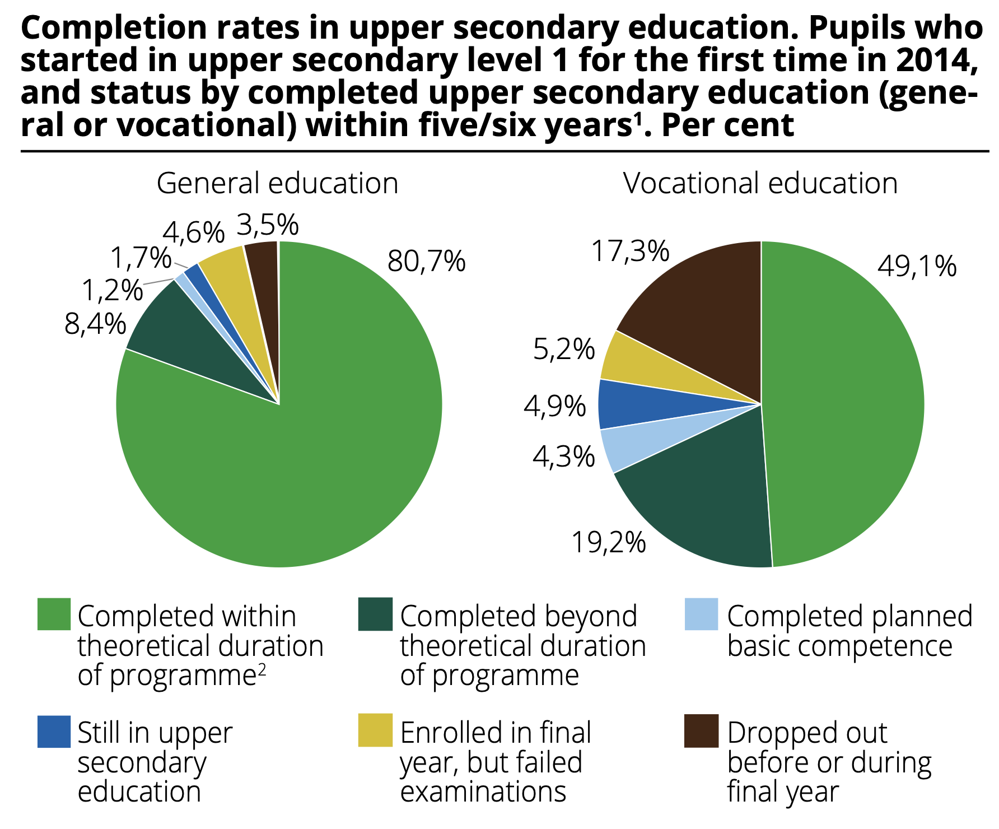 Completion rates in upper secondary education. Pupils who
started in upper secondary level 1 for the first time in 2014,
and status by completed upper secondary education (gene-
ral or vocational) within five/six years¹. Per cent
General education
Vocational education
3,5%
4,6%
80,7%
1,7%
1,2%
8,4%
17,3%
49,1%
5,2%
4,9%
4,3%
19,2%
Completed within
theoretical duration
of programme²
Completed beyond
theoretical duration
of programme
Completed planned
basic competence
Still in upper
secondary
education
Enrolled in final
year, but failed
examinations
Dropped out
before or during
final year